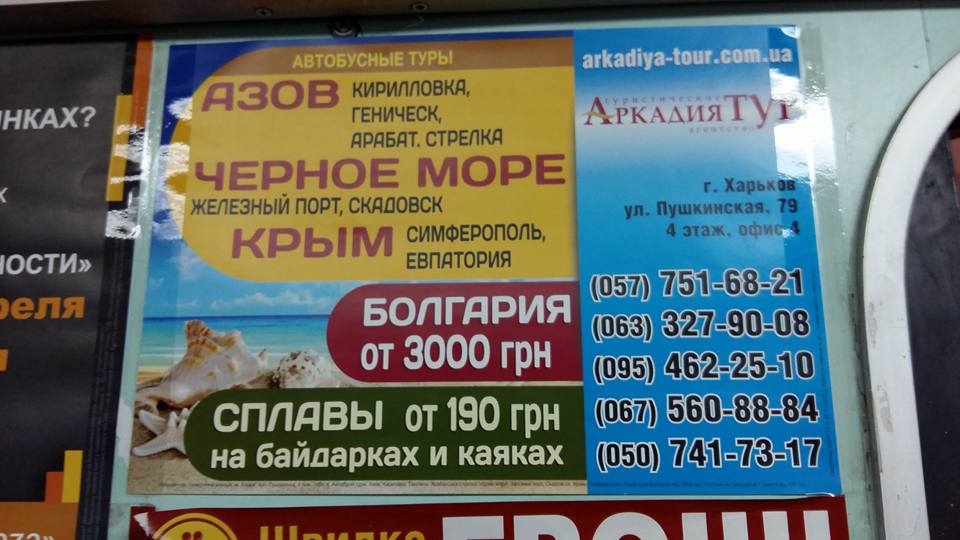 ИНКАХ?
НОСТИ»
реля
АВТОБУСНЫЕ ТУРЫ
АЗОВ КИРИЛЛОВКА,
ГЕНИЧЕСК,
АРАБАТ. СТРЕЛКА
ЧЕРНОЕ МОРЕ
ЖЕЛЕЗНЫЙ ПОРТ, СКАДОВСК
КРЫМ СИМФЕРОПОЛЬ,
ЕВПАТОРИЯ
БОЛГАРИЯ
от 3000 грн
СПЛАВЫ от 190 грн
на байдарках и каяках
arkadiya-tour.com.ua
туристическое
АРКАДИЯ ТУР
агентство
г. Харьков
ул. Пушкинская, 79
4 этаж, офис 4
(057) 751-68-21
(063) 327-90-08
(095) 462-25-10
(067) 560-88-84
(050) 741-73-17
Швидко
ГРОШІ